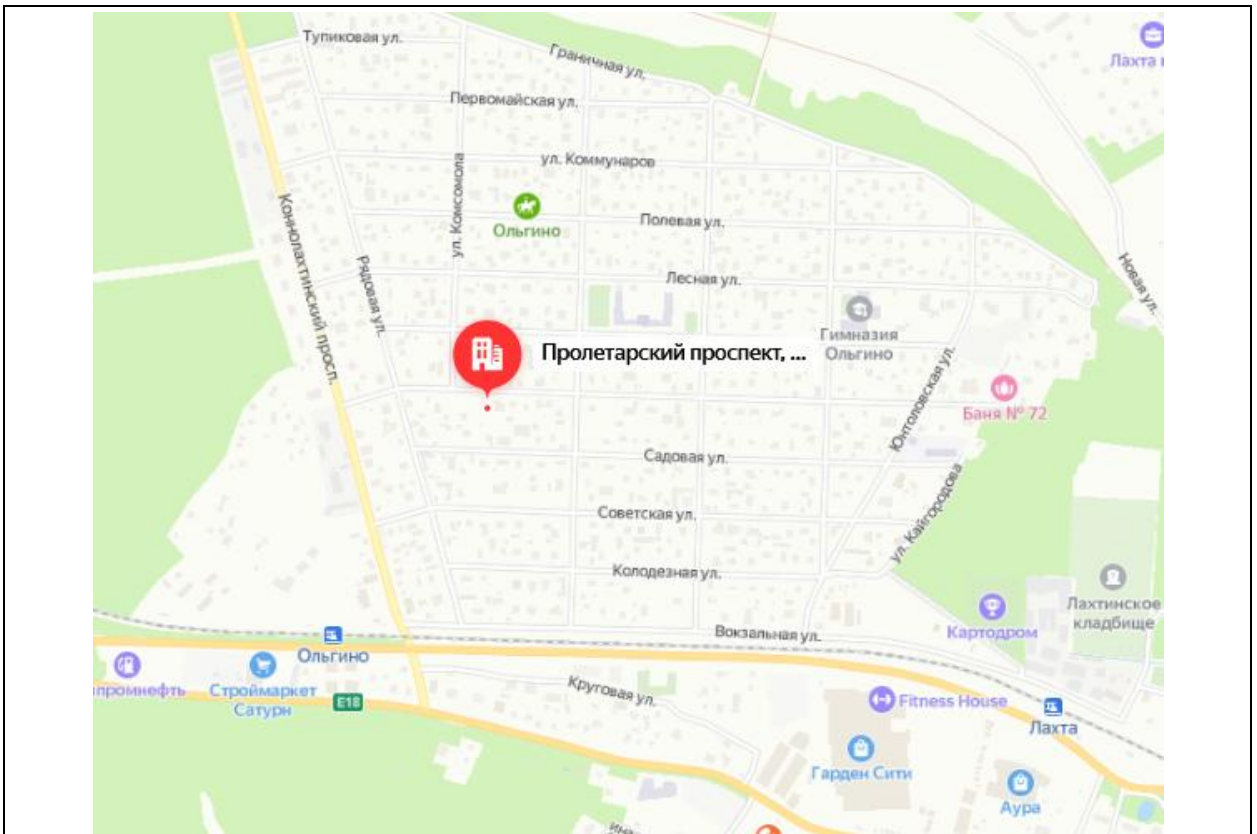 Тупиковая ул.
Граничная ул.
Лахта
Первомайская ул.
ул. Коммунаров
ул. Комсомола
Ольгино
Полевая ул.
Коннолахтинский просп.
Рядовая ул.
Лесная ул.
Новая ул.
Гимназия
Ольгино
Пролетарский проспект, ...
Юнтоловская ул.
Баня № 72
Садовая ул.
Советская ул.
ул. Кайгородова
Колодезная ул.
Лахтинское
кладбище
Картодром
Вокзальная ул.
Ольгино
промнефть
Строймаркет
Сатурн
E18
Круговая ул.
Fitness House
Лахта
Гарден Сити
Аура